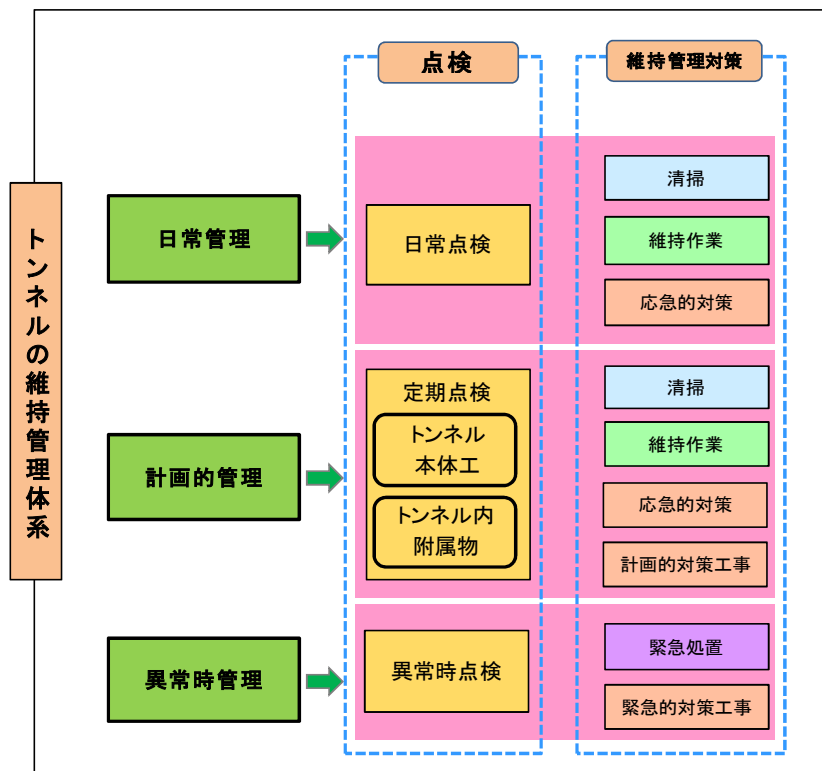 点検
維持管理対策
トンネルの維持管理体系
日常管理
日常点検
清掃
維持作業
応急的対策
計画的管理
定期点検
トンネル
本体工
トンネル内
附属物
清掃
維持作業
応急的対策
計画的対策工事
異常時管理
異常時点検
緊急処置
緊急的対策工事